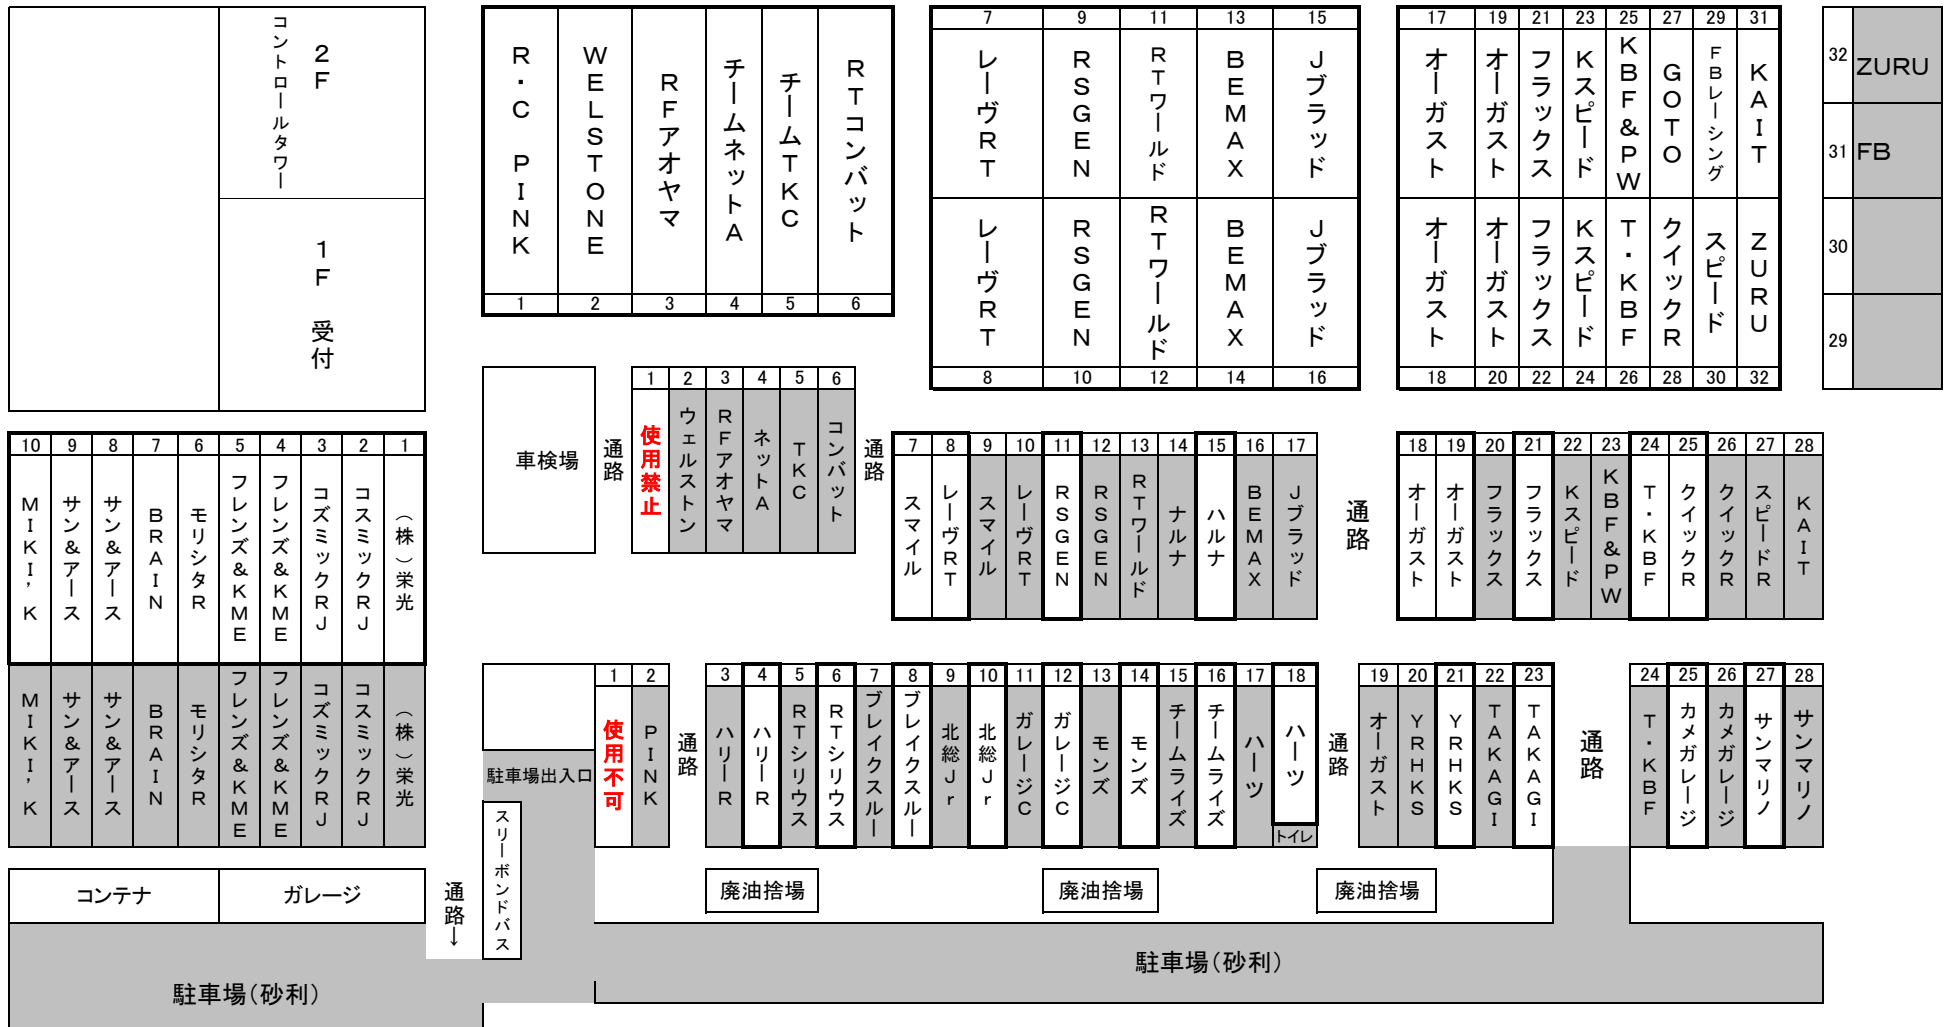 コントロールタワー
2F
1F 受付
R・C PINK
WELSTONE
RFアオヤマ
チームネットA
チームTKC
RTコンバット
1 2 3 4 5 6
7 9 11 13 15
レーヴRT
RSGEN
RTワールド
BEMAX
Jブラッド
レーヴRT
RSGEN
RTワールド
BEMAX
Jブラッド
8 10 12 14 16
17 19 21 23 25 27 29 31
オーガスト
オーガスト
フラックス
Kスピード
KBF&PW
GOTO
FBレーシング
KAIT
オーガスト
オーガスト
フラックス
Kスピード
T・KBF
クイックR
スピード
ZURU
18 20 22 24 26 28 30 32
32 ZURU
31 FB
30
29
車検場
通路
1 2 3 4 5 6
使用禁止
ウェルストン
RFアオヤマ
ネットA
TKC
コンバット
通路
7 8 9 10 11 12 13 14 15 16 17
スマイル
レーヴRT
スマイル
レーヴRT
RSGEN
RSGEN
RTワールド
ナルナ
ハルナ
BEMAX
Jブラッド
通路
18 19 20 21 22 23 24 25 26 27 28
オーガスト
オーガスト
フラックス
フラックス
Kスピード
KBF&PW
T・KBF
クイックR
クイックR
スピードR
KAIT
10 9 8 7 6 5 4 3 2 1
MIKI,K
サン&アース
サン&アース
BRAIN
モリシタR
フレンズ&KME
フレンズ&KME
コズミックRJ
コスミックRJ
(株)栄光
MIKI,K
サン&アース
サン&アース
BRAIN
モリシタR
フレンズ&KME
フレンズ&KME
コズミックRJ
コスミックRJ
(株)栄光
駐車場出入口
スリーボンドバス
1 2
使用不可
PINK
通路
3 4 5 6 7 8 9 10 11 12 13 14 15 16 17 18
ハリーR
ハリーR
RTシリウス
RTシリウス
ブレイクスルー
ブレイクスルー
北総Jr
北総Jr
ガレージC
ガレージC
モンズ
モンズ
チームライズ
チームライズ
ハーツ
ハーツ
トイレ
通路
19 20 21 22 23
オーガスト
YRHKS
YRHKS
TAKAGI
TAKAGI
通路
24 25 26 27 28
T・KBF
カメガレージ
カメガレージ
サンマリノ
サンマリノ
コンテナ
ガレージ
通路↓
廃油捨場
廃油捨場
廃油捨場
駐車場(砂利)
駐車場(砂利)